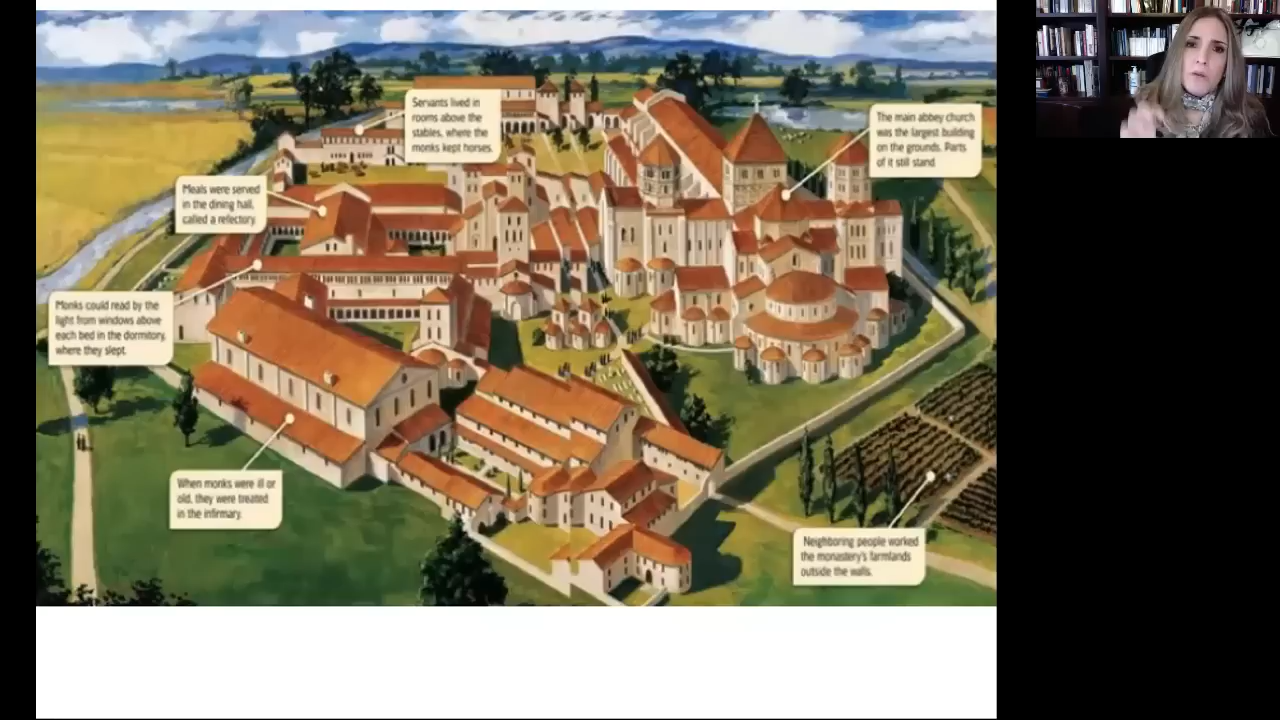 Servants lived in
rooms above the
stables, where the
monks kept horses.
The main abbey church
was the largest building
on the grounds. Parts
of it still stand.
Meals were served
in the dining hall,
called a refectory.
Monks could read by the
light from windows above
each bed in the dormitory,
where they slept.
When monks were ill or
old, they were treated
in the infirmary.
Neighboring people worked
the monastery's farmlands
outside the walls.